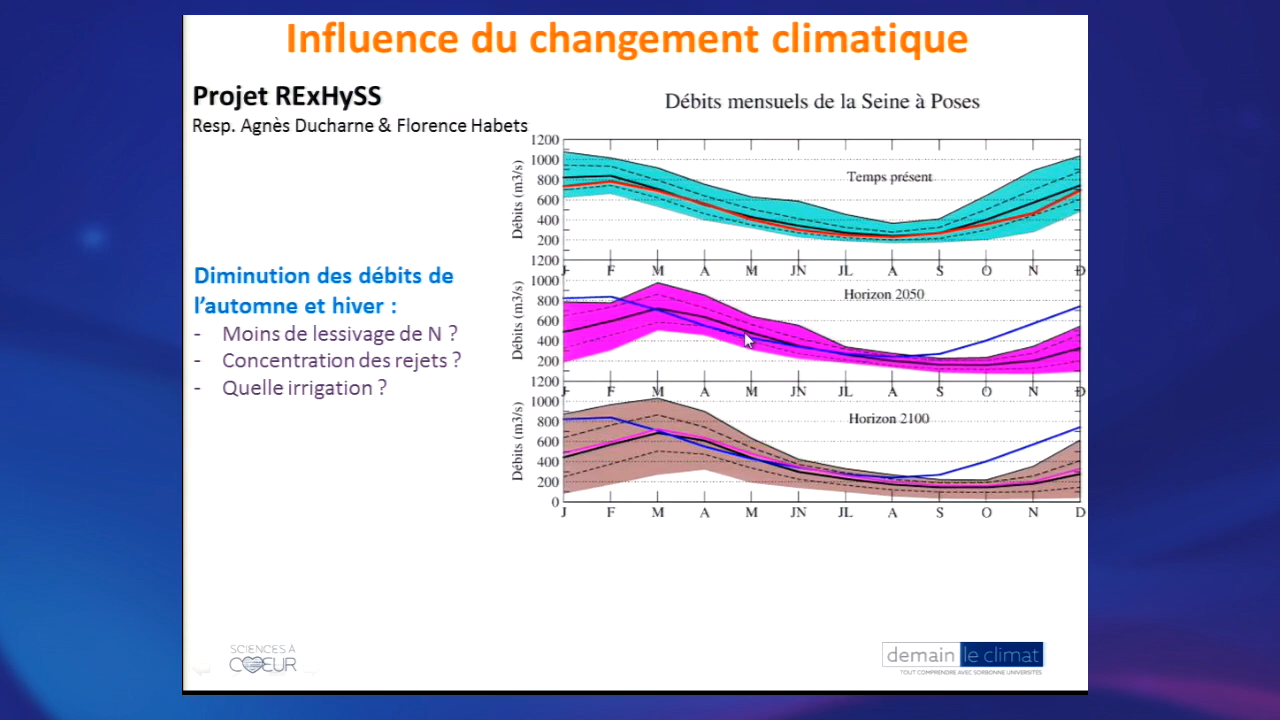 Influence du changement climatique
Projet RExHySS
Resp. Agnès Ducharne & Florence Habets
Diminution des débits de
l'automne et hiver :
- Moins de lessivage de N ?
- Concentration des rejets ?
- Quelle irrigation ?
Débits mensuels de la Seine à Poses
1200
1000
800
600
400
200
Débits (m3/s)
Temps présent
J F M A M JN JL A S O N D
1200
1000
800
600
400
200
Débits (m3/s)
Horizon 2050
J F M A M JN JL A S O N D
1200
1000
800
600
400
200
0
Débits (m3/s)
Horizon 2100
J F M A M JN JL A S O N D
SCIENCES À
CŒUR
demain le climat
TOUT COMPRENDRE AVEC SORBONNE UNIVERSITÉS